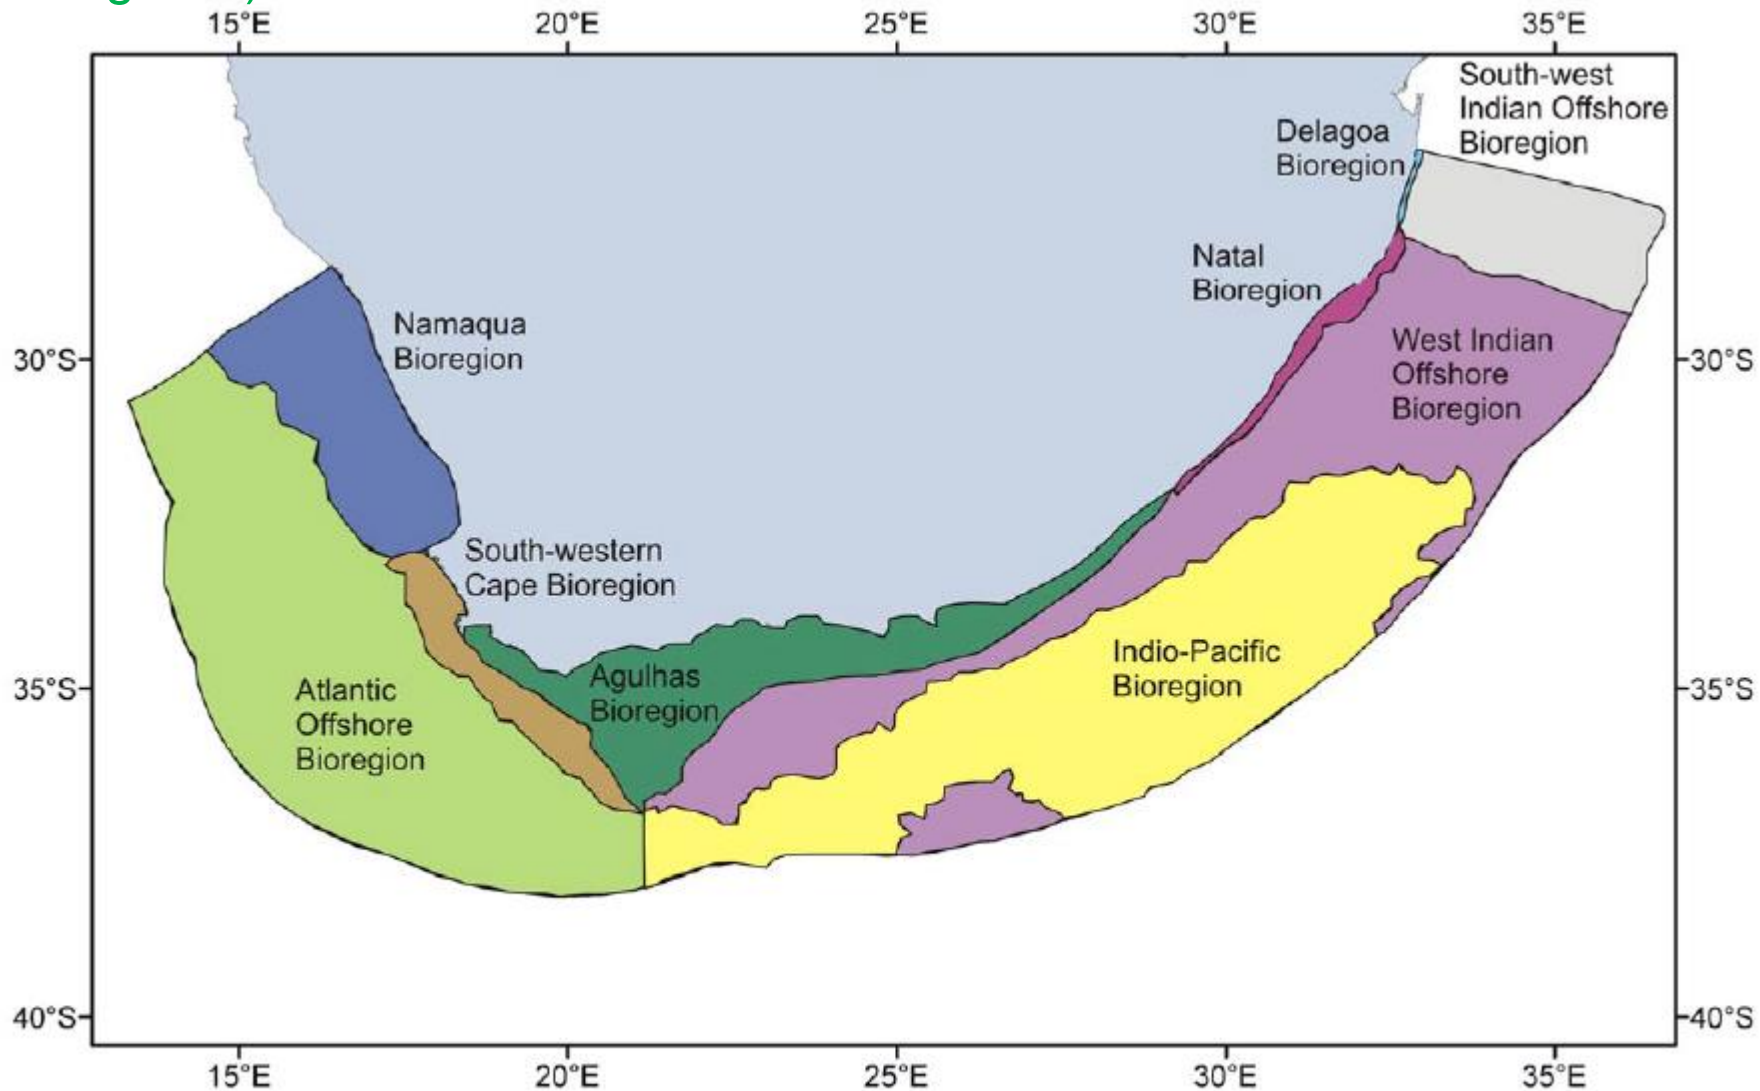 15°E 20°E 25°E 30°E 35°E
South-west
Indian Offshore
Bioregion
Delagoa
Bioregion
Natal
Bioregion
Namaqua
Bioregion
30°S 30°S
West Indian
Offshore
Bioregion
South-western
Cape Bioregion
Indio-Pacific
Bioregion
Agulhas
Bioregion
35°S 35°S
Atlantic
Offshore
Bioregion
40°S 40°S
15°E 20°E 25°E 30°E 35°E